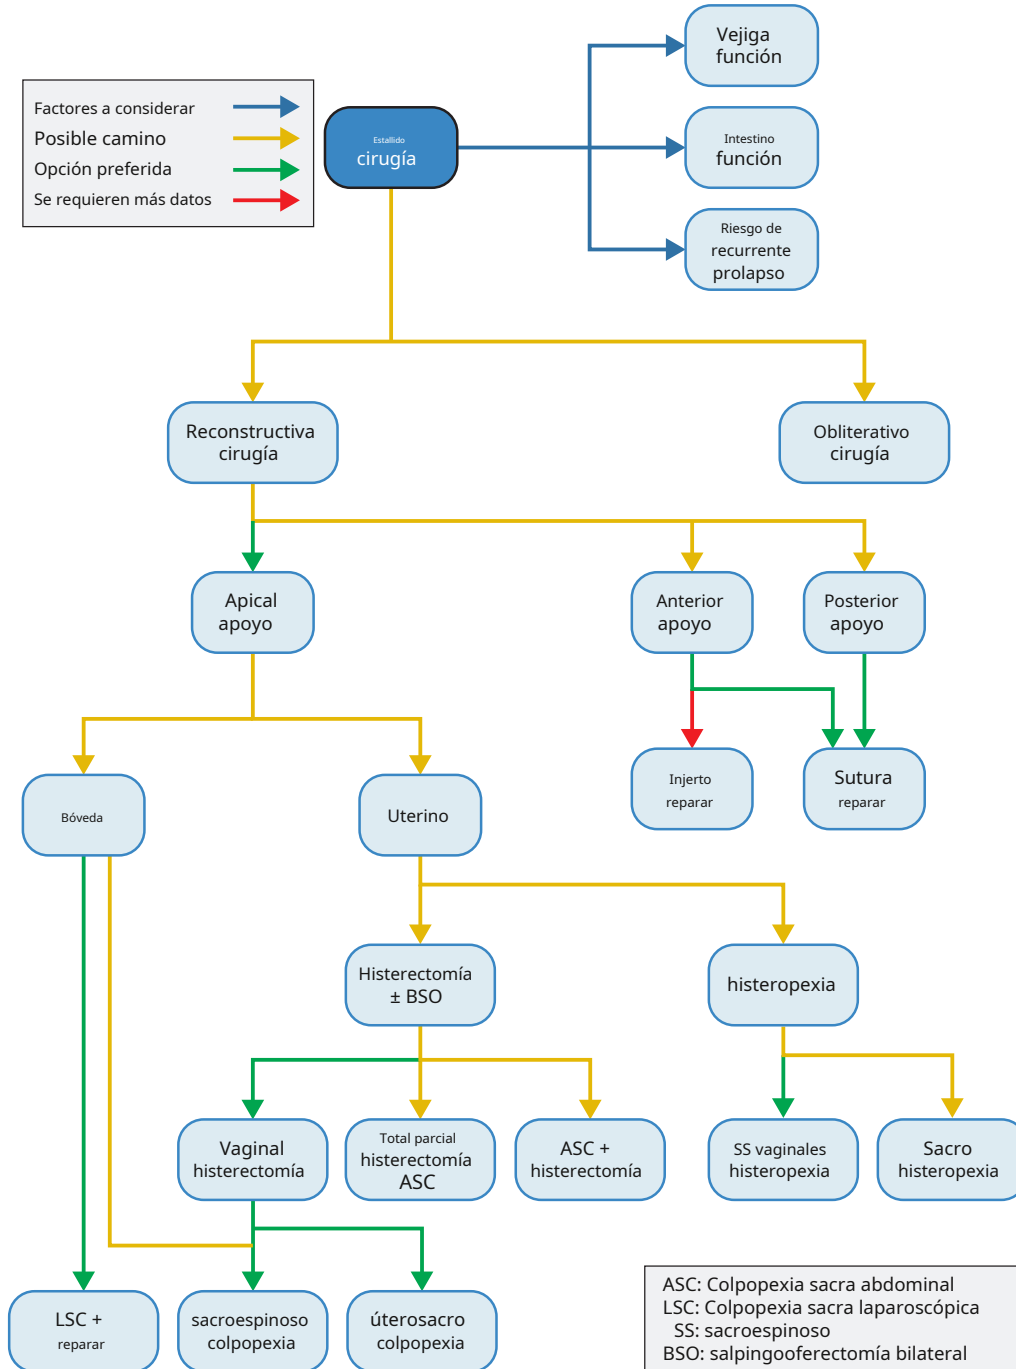 Vejiga
función
Factores a considerar
Posible camino
Opción preferida
Se requieren más datos
Estallido
cirugía
Intestino
función
Riesgo de
recurrente
prolapso
Reconstructiva
cirugía
Obliterativo
cirugía
Apical
apoyo
Anterior
apoyo
Posterior
apoyo
Bóveda
Uterino
Injerto
reparar
Sutura
reparar
Histerectomía
± BSO
histeropexia
Vaginal
histerectomía
Total parcial
histerectomía
ASC
ASC +
histerectomía
SS vaginales
histeropexia
Sacro
histeropexia
LSC +
reparar
sacroespinoso
colpopexia
úterosacro
colpopexia
ASC: Colpopexia sacra abdominal
LSC: Colpopexia sacra laparoscópica
SS: sacroespinoso
BSO: salpingooferectomía bilateral